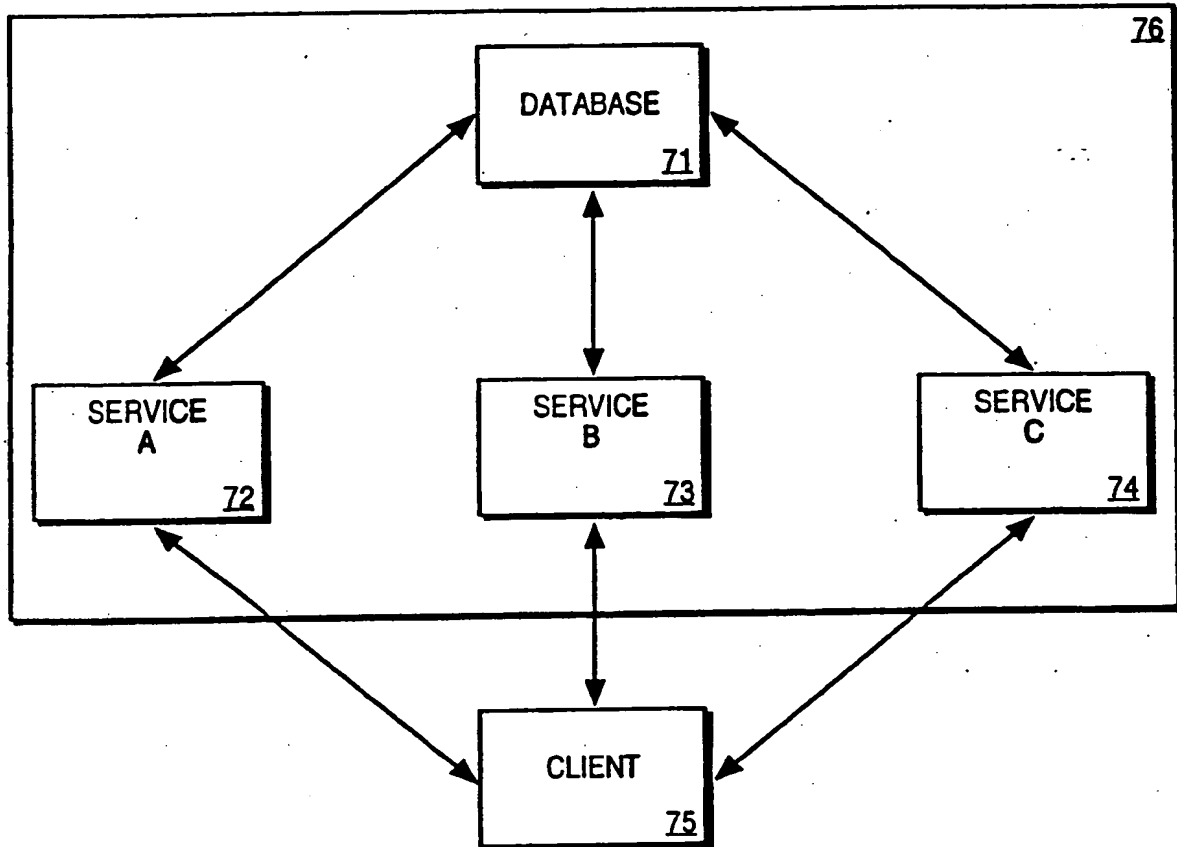 76
DATABASE
71
SERVICE
A
72
SERVICE
B
73
SERVICE
C
74
CLIENT
75